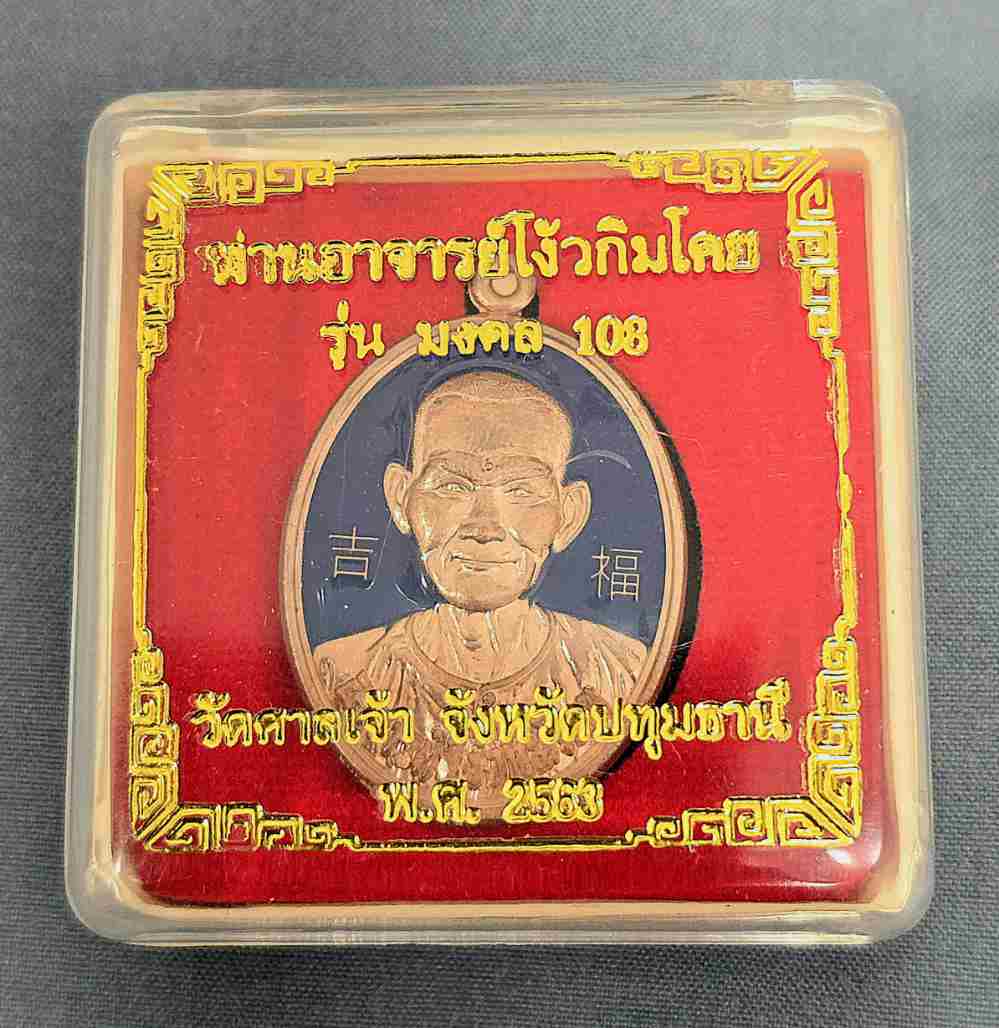 ท่านอาจารย์โง้วกิมโคย
รุ่น มงคล 108
吉 福
วัดศาลเจ้า จังหวัดปทุมธานี
พ.ศ. 2563